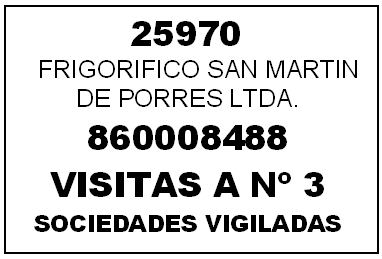 25970
FRIGORIFICO SAN MARTIN
DE PORRES LTDA.
860008488
VISITAS A Nº 3
SOCIEDADES VIGILADAS